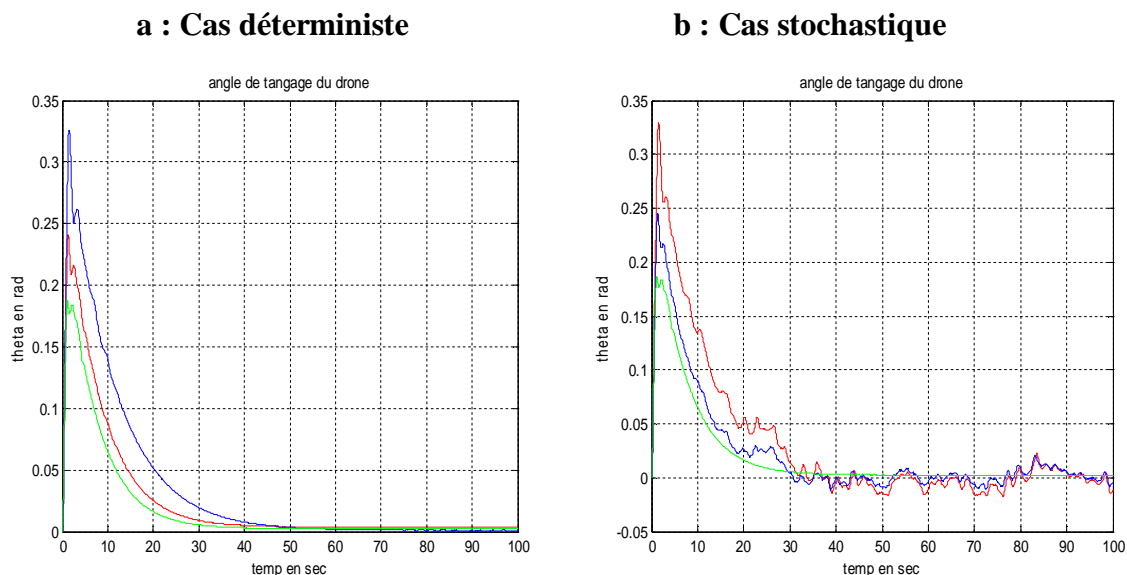 a : Cas déterministe
b : Cas stochastique
angle de tangage du drone
0.35
0.3
0.25
0.2
0.15
0.1
0.05
0
theta en rad
0 10 20 30 40 50 60 70 80 90 100
temp en sec
angle de tangage du drone
0.35
0.3
0.25
0.2
0.15
0.1
0.05
0
-0.05
theta en rad
0 10 20 30 40 50 60 70 80 90 100
temp en sec